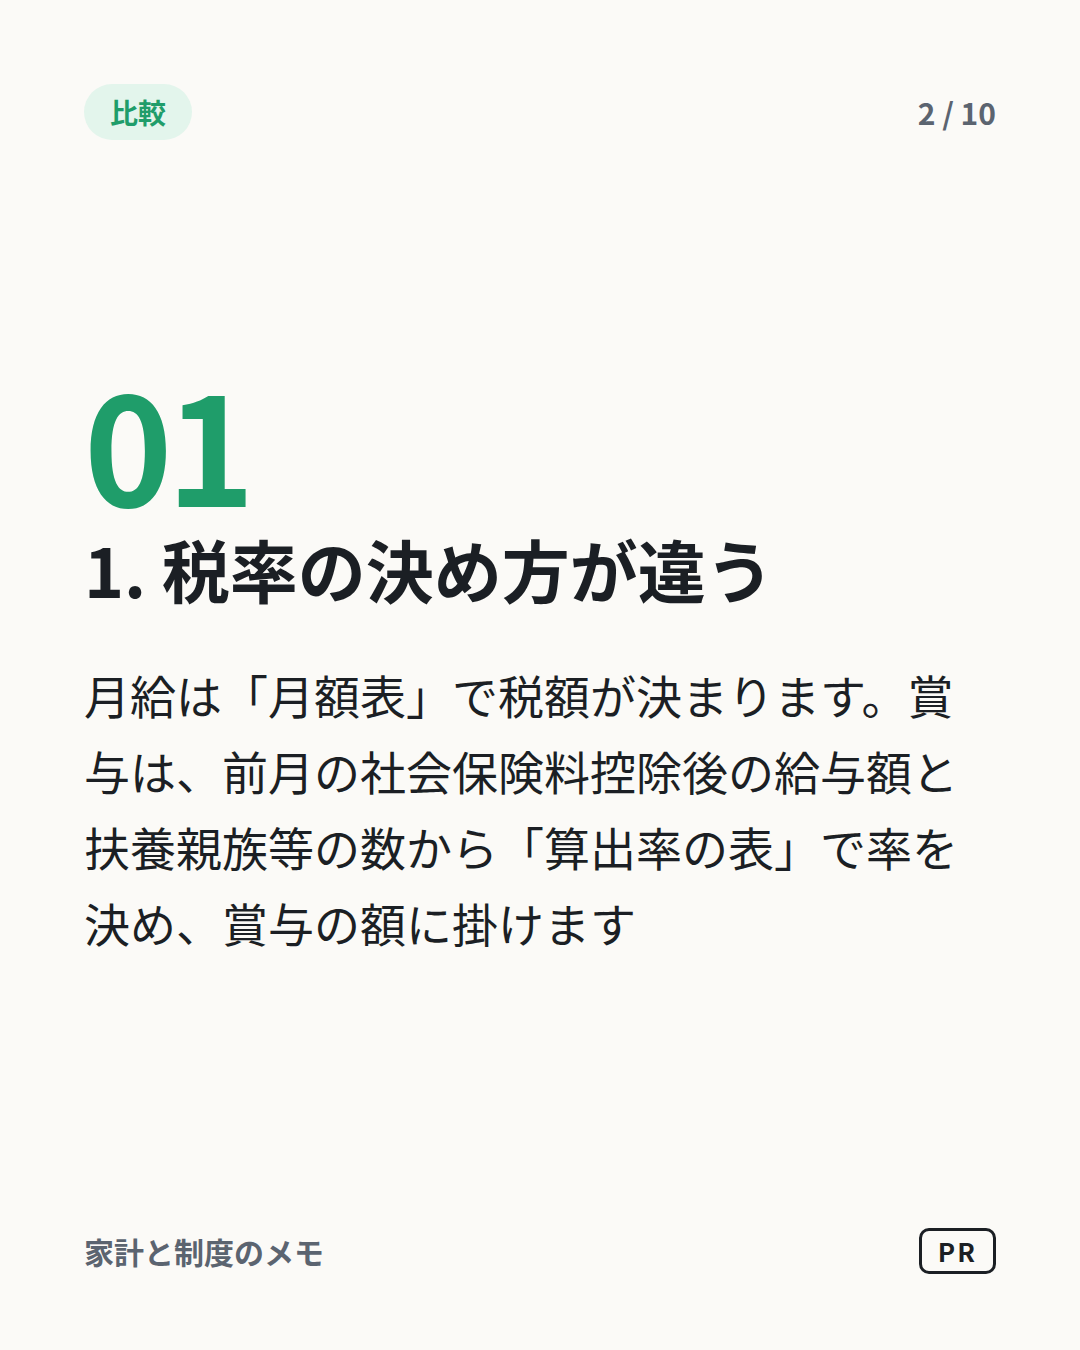 比較
2 / 10
01
1. 税率の決め方が違う
月給は「月額表」で税額が決まります。賞
与は、前月の社会保険料控除後の給与額と
扶養親族等の数から「算出率の表」で率を
決め、賞与の額に掛けます
家計と制度のメモ
PR